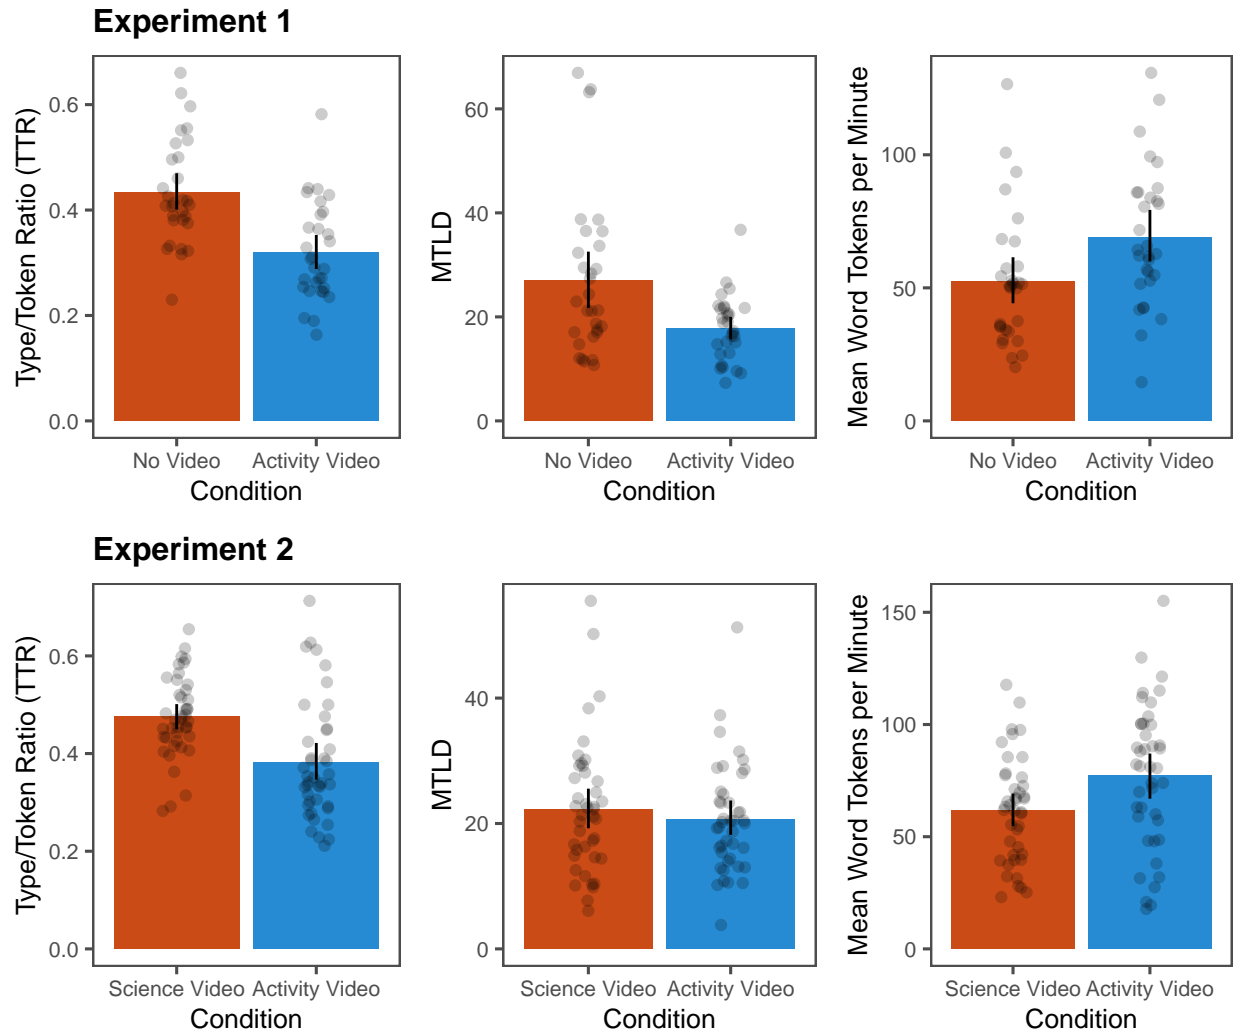 Experiment 1
Type/Token Ratio (TTR)
0.6
0.4
0.2
0.0
No Video Activity Video
Condition
MTLD
60
40
20
0
No Video Activity Video
Condition
Mean Word Tokens per Minute
100
50
0
No Video Activity Video
Condition
Experiment 2
Type/Token Ratio (TTR)
0.6
0.4
0.2
0.0
Science Video Activity Video
Condition
MTLD
40
20
0
Science Video Activity Video
Condition
Mean Word Tokens per Minute
150
100
50
0
Science Video Activity Video
Condition